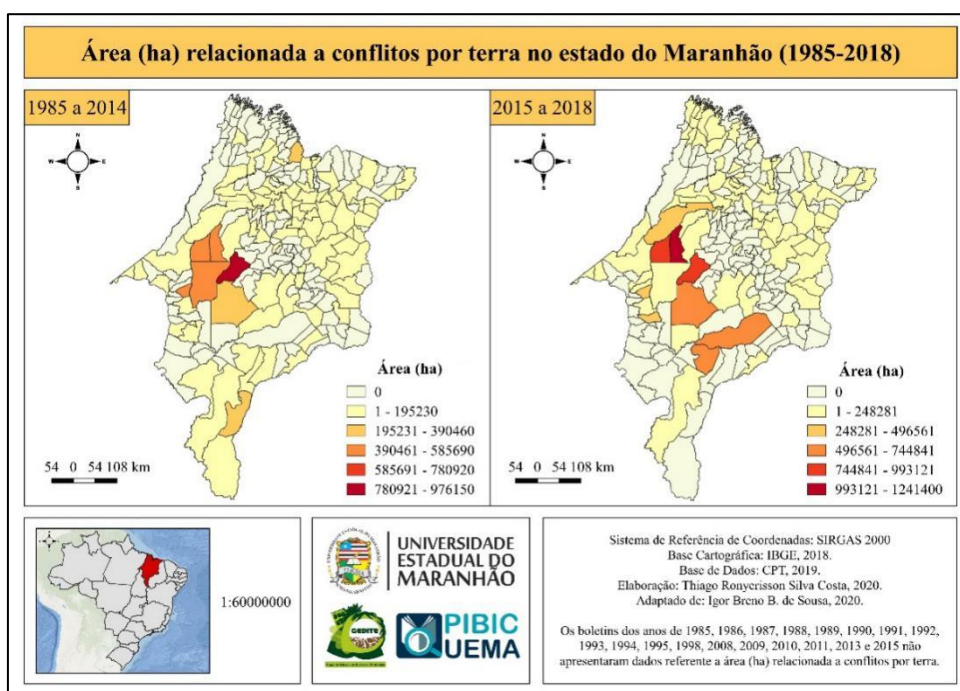 Área (ha) relacionada a conflitos por terra no estado do Maranhão (1985-2018)
1985 a 2014
N
W E
S
Área (ha)
0
1 - 195230
195231 - 390460
390461 - 585690
585691 - 780920
780921 - 976150
54 0 54 108 km
2015 a 2018
N
W E
S
Área (ha)
0
1 - 248281
248281 - 496561
496561 - 744841
744841 - 993121
993121 - 1241400
54 0 54 108 km
1:60000000
UNIVERSIDADE
ESTADUAL DO
MARANHÃO
PIBIC
UEMA
Sistema de Referência de Coordenadas: SIRGAS 2000
Base Cartográfica: IBGE, 2018.
Base de Dados: CPT, 2019.
Elaboração: Thiago Ronyerisson Silva Costa, 2020.
Adaptado de: Igor Breno B. de Sousa, 2020.
Os boletins dos anos de 1985, 1986, 1987, 1988, 1989, 1990, 1991, 1992,
1993, 1994, 1995, 1998, 2008, 2009, 2010, 2011, 2013 e 2015 não
apresentaram dados referente a área (ha) relacionada a conflitos por terra.